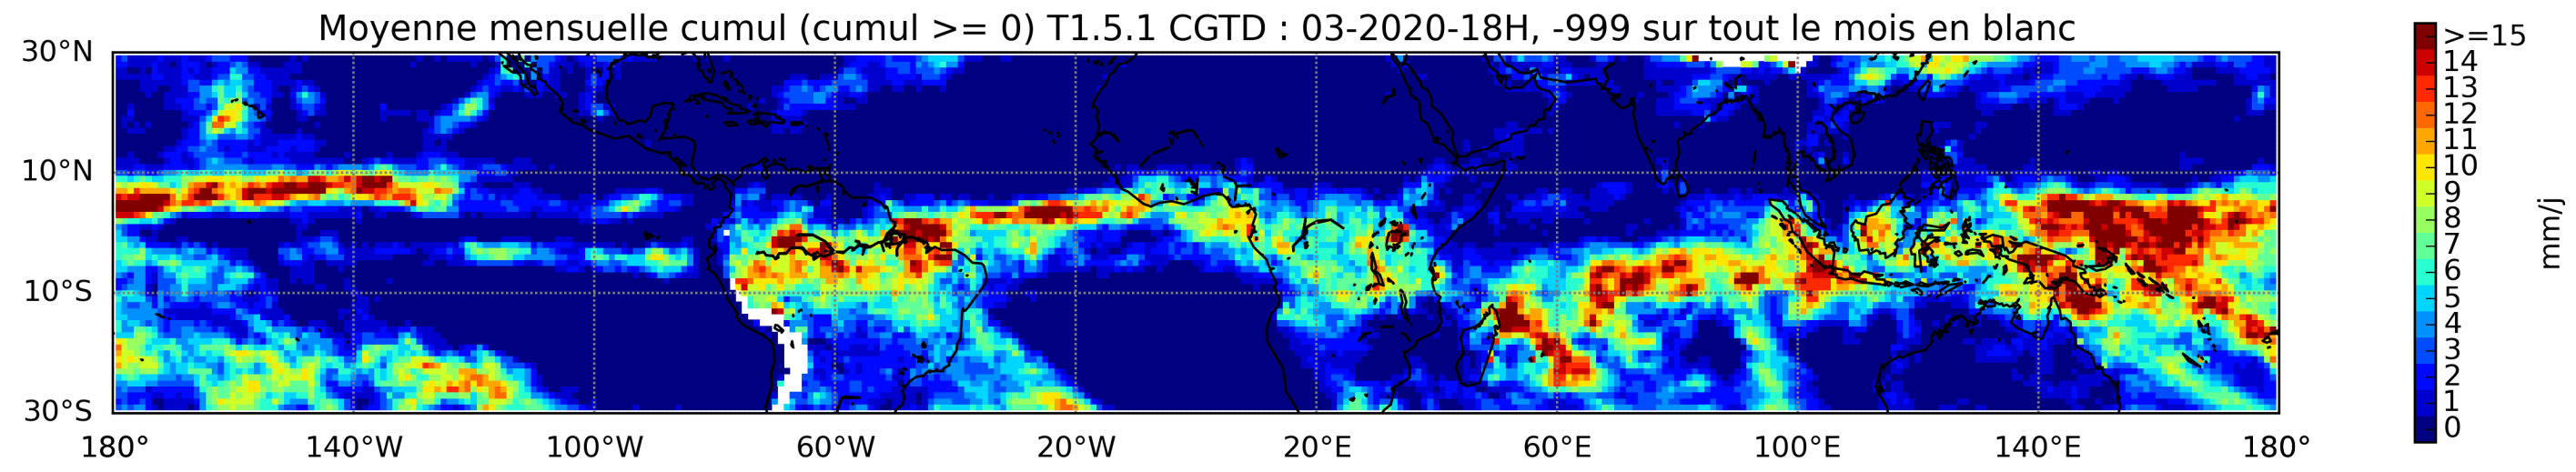 Moyenne mensuelle cumul (cumul >= 0) T1.5.1 CGTD : 03-2020-18H, -999 sur tout le mois en blanc
30°N
10°N
10°S
30°S
180° 140°W 100°W 60°W 20°W 20°E 60°E 100°E 140°E 180°
>=15
14
13
12
11
10
9
8
7
6
5
4
3
2
1
0
mm/j